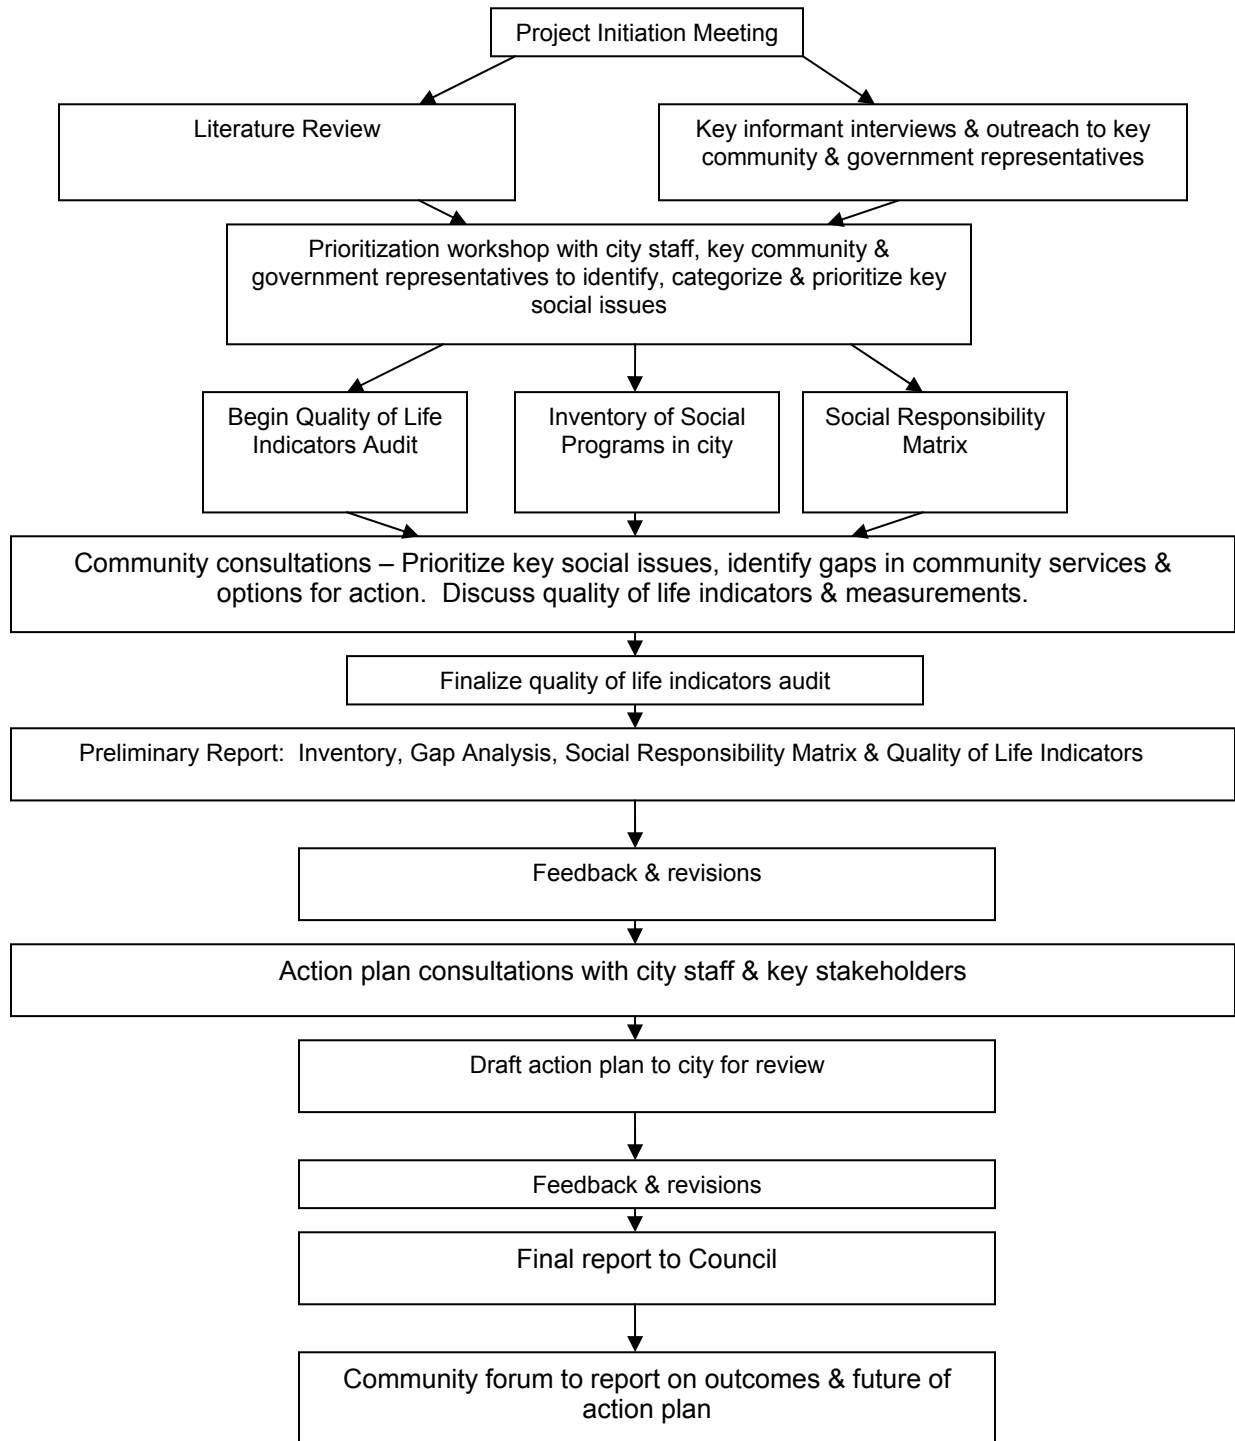 Project Initiation Meeting
Literature Review
Key informant interviews & outreach to key
community & government representatives
Prioritization workshop with city staff, key community &
government representatives to identify, categorize & prioritize key
social issues
Begin Quality of Life
Indicators Audit
Inventory of Social
Programs in city
Social Responsibility
Matrix
Community consultations – Prioritize key social issues, identify gaps in community services &
options for action.  Discuss quality of life indicators & measurements.
Finalize quality of life indicators audit
Preliminary Report:  Inventory, Gap Analysis, Social Responsibility Matrix & Quality of Life Indicators
Feedback & revisions
Action plan consultations with city staff & key stakeholders
Draft action plan to city for review
Feedback & revisions
Final report to Council
Community forum to report on outcomes & future of
action plan